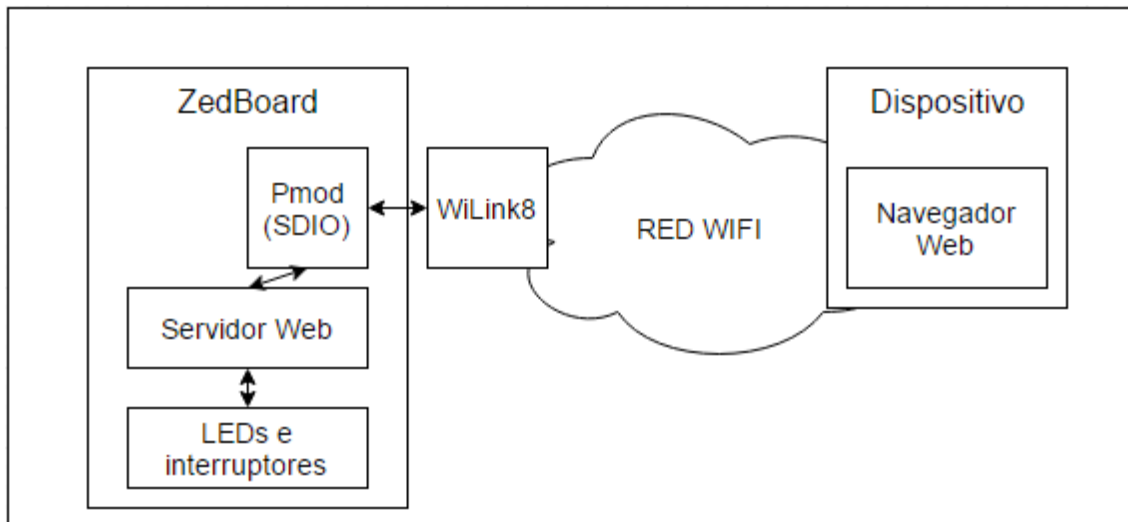 ZedBoard
Pmod
(SDIO)
WiLink8
Servidor Web
LEDs e
interruptores
RED WIFI
Dispositivo
Navegador
Web